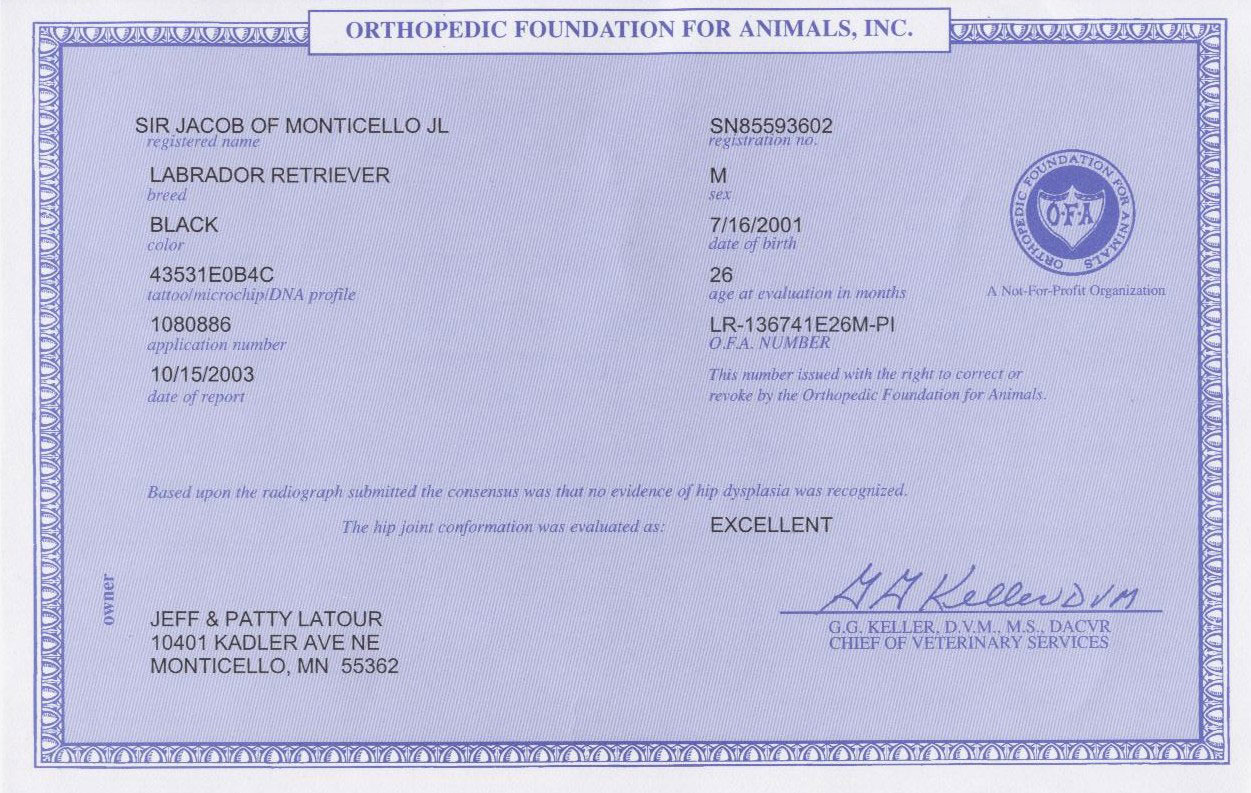 ORTHOPEDIC FOUNDATION FOR ANIMALS, INC.
SIR JACOB OF MONTICELLO JL
registered name
SN85593602
registration no.
LABRADOR RETRIEVER
breed
M
sex
BLACK
color
7/16/2001
date of birth
ORTHOPEDIC FOUNDATION FOR ANIMALS
O·F·A
A Not-For-Profit Organization
43531E0B4C
tattoo/microchip/DNA profile
26
age at evaluation in months
1080886
application number
LR-136741E26M-PI
O.F.A. NUMBER
10/15/2003
date of report
This number issued with the right to correct or
revoke by the Orthopedic Foundation for Animals.
Based upon the radiograph submitted the consensus was that no evidence of hip dysplasia was recognized.
The hip joint conformation was evaluated as: EXCELLENT
owner
JEFF & PATTY LATOUR
10401 KADLER AVE NE
MONTICELLO, MN 55362
GG Keller DVM
G.G. KELLER, D.V.M., M.S., DACVR
CHIEF OF VETERINARY SERVICES